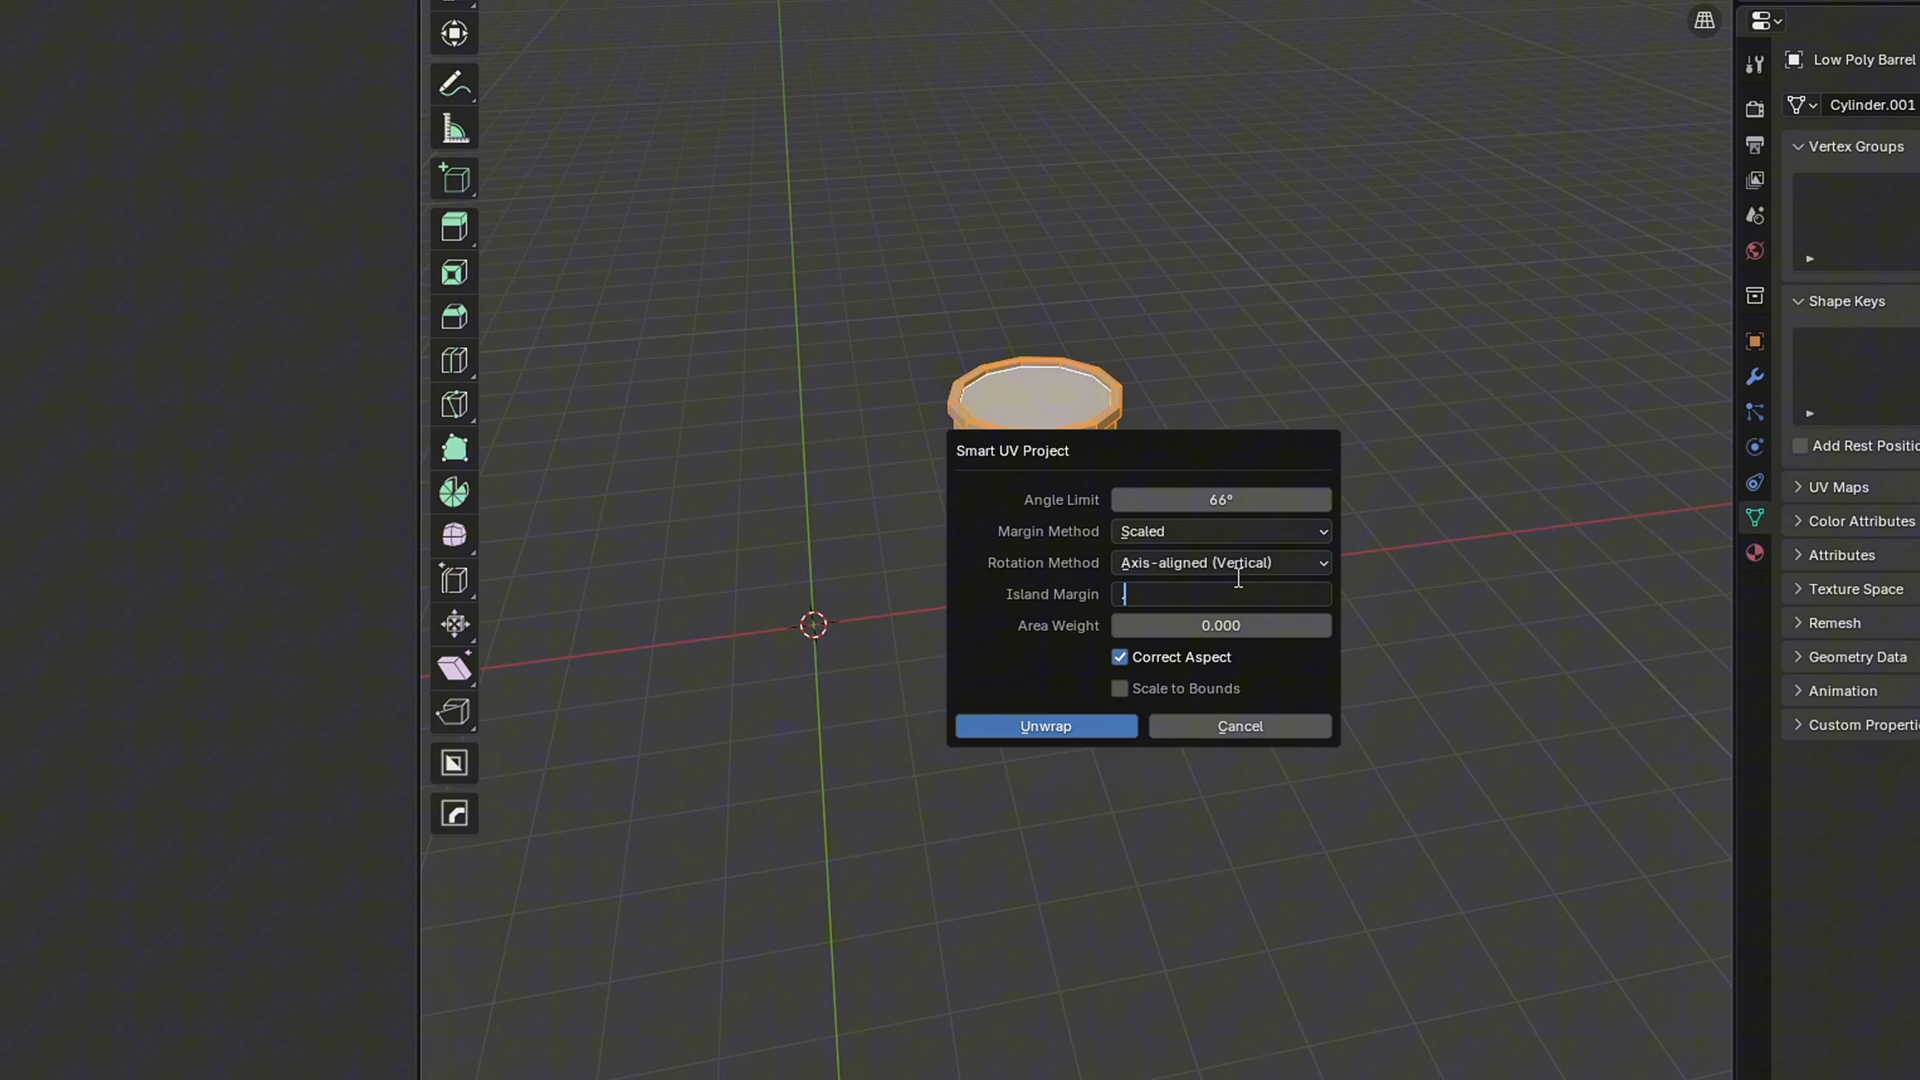 Smart UV Project
Angle Limit 66°
Margin Method Scaled
Rotation Method Axis-aligned (Vertical)
Island Margin .
Area Weight 0.000
Correct Aspect
Scale to Bounds
Unwrap Cancel
Low Poly Barrel
Cylinder.001
Vertex Groups
Shape Keys
Add Rest Positio
UV Maps
Color Attributes
Attributes
Texture Space
Remesh
Geometry Data
Animation
Custom Properti